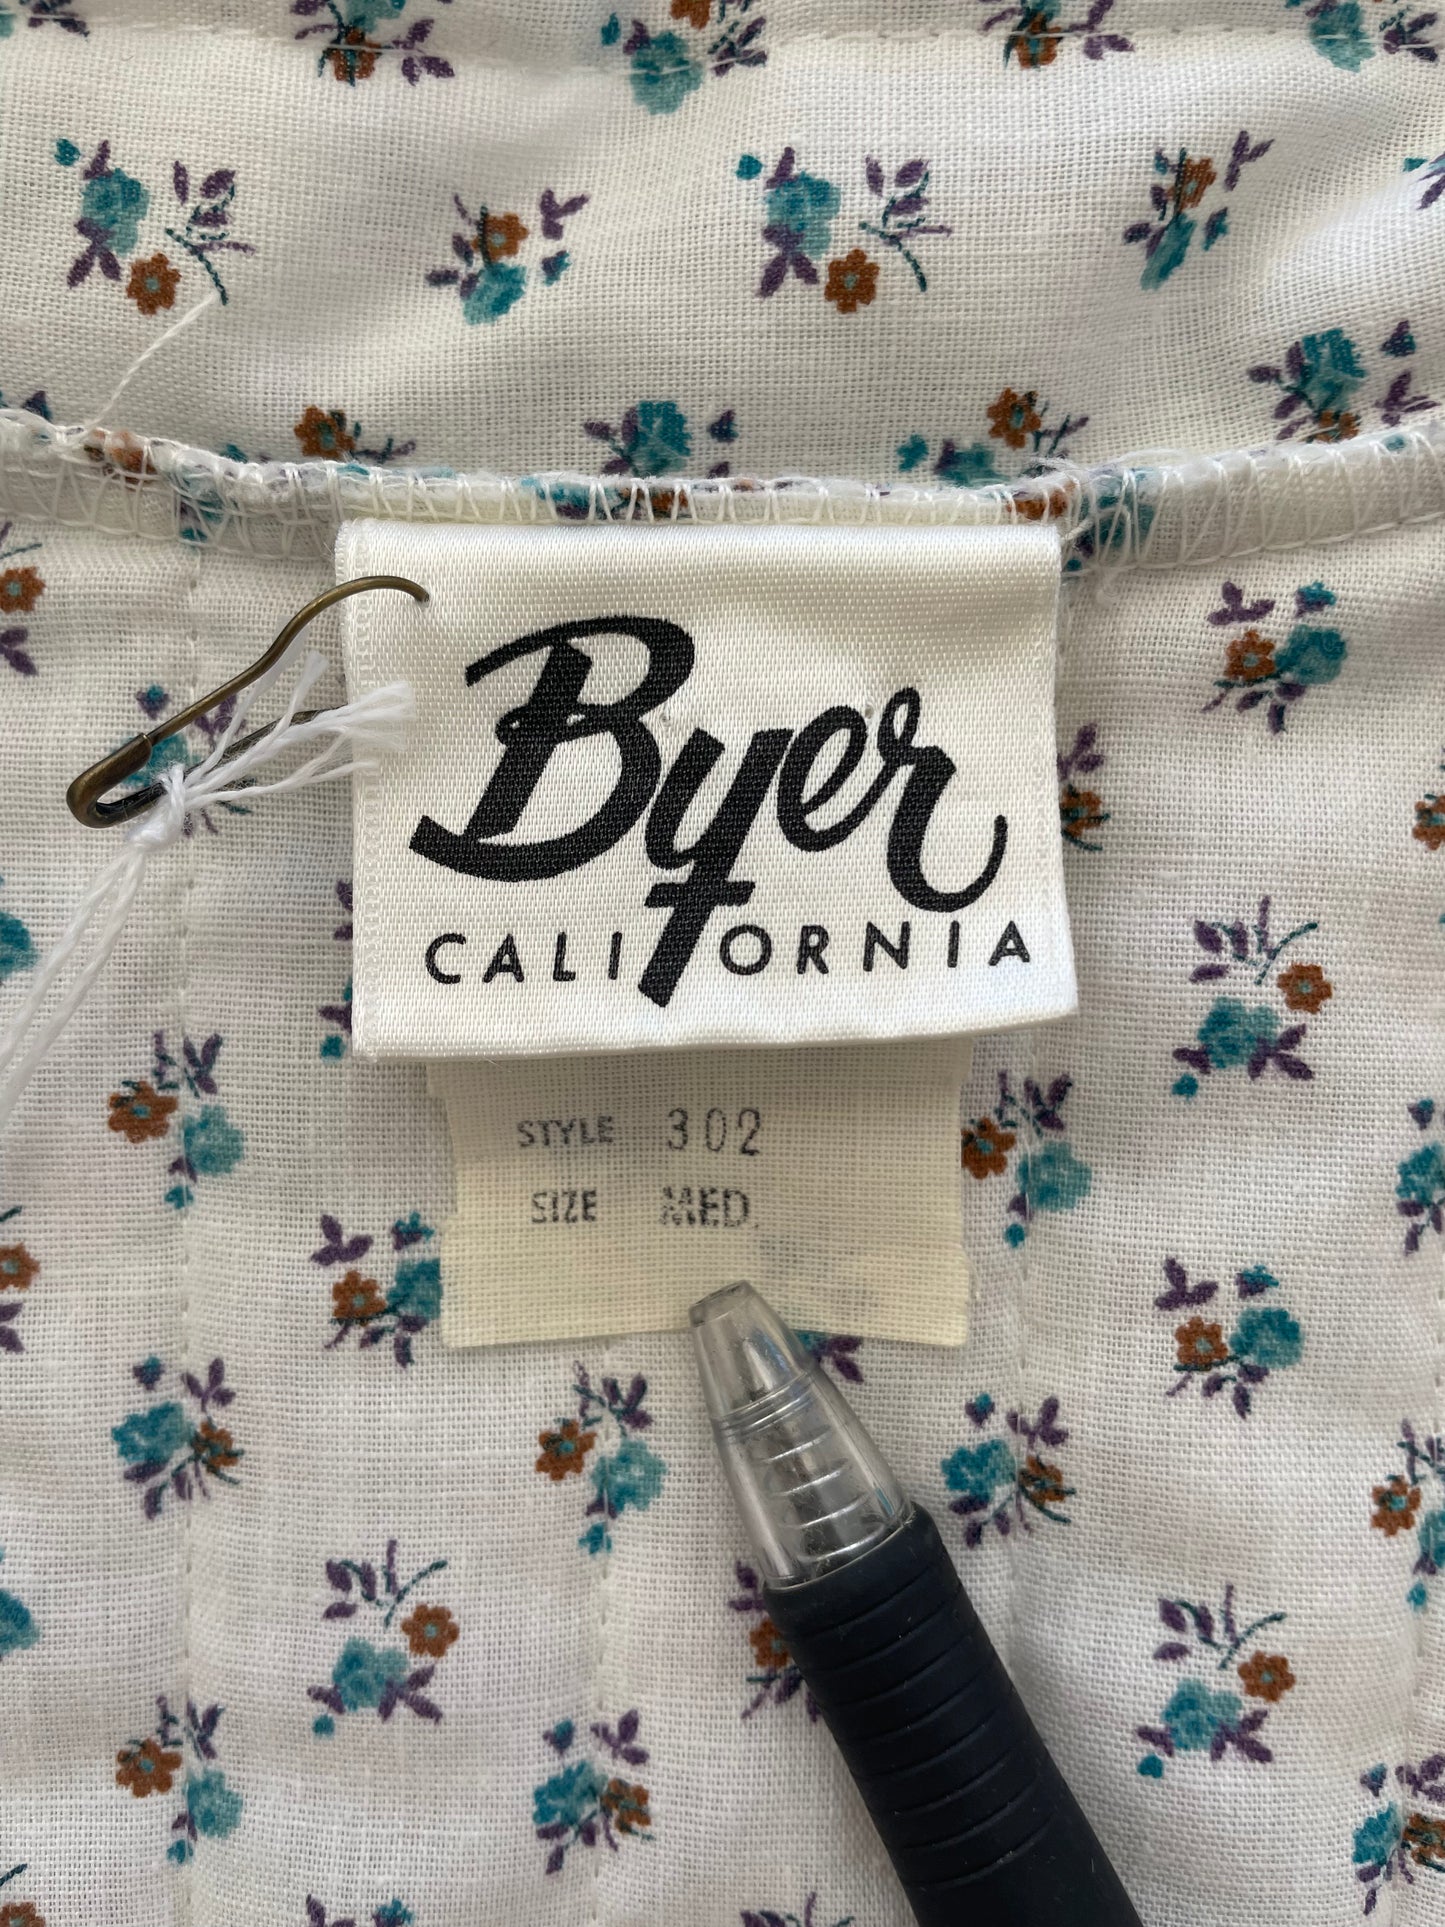 Byer
CALIFORNIA
STYLE 302
SIZE MED.